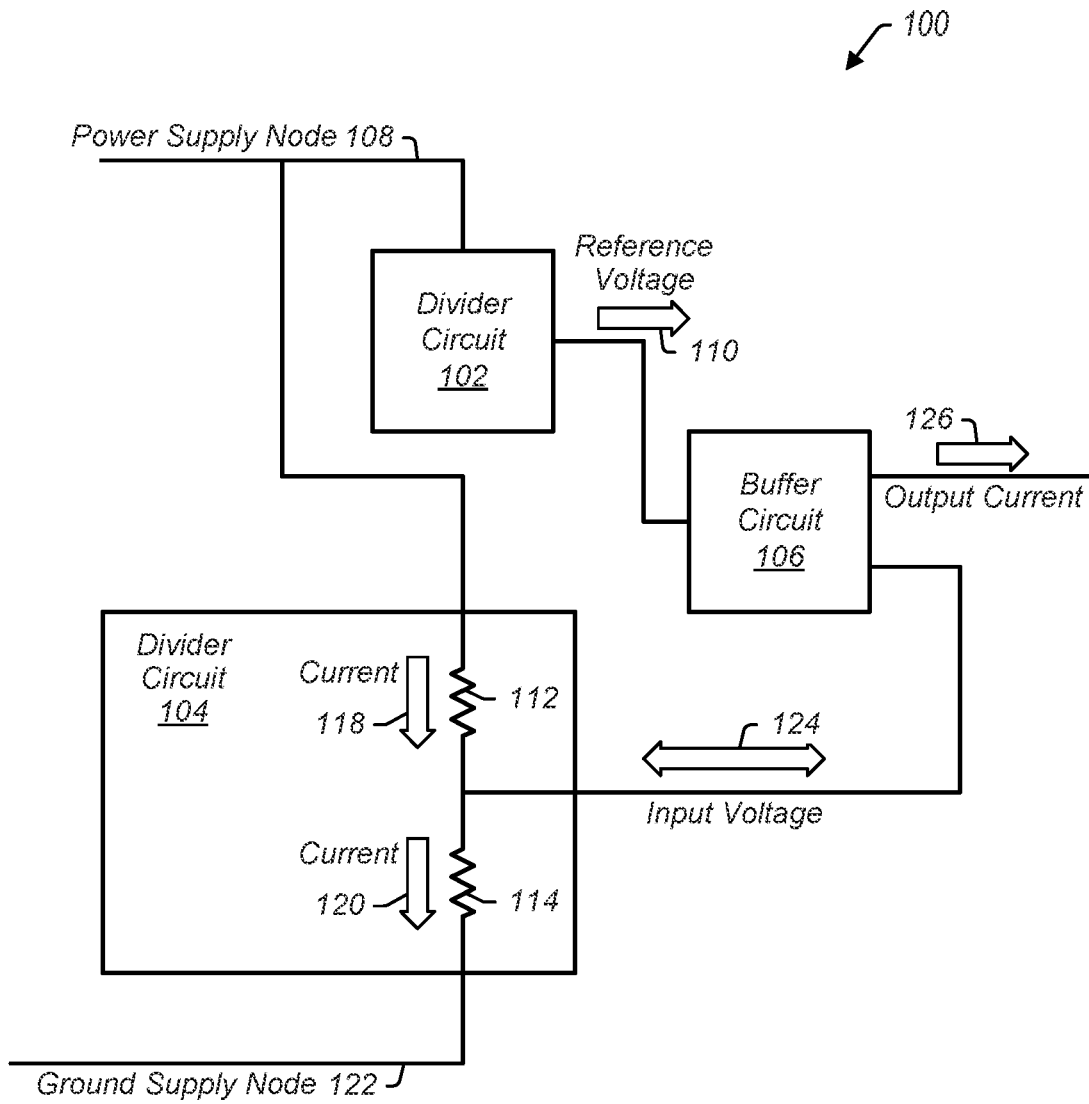 100
Power Supply Node 108
Reference
Voltage
110
Divider
Circuit
102
126
Output Current
Buffer
Circuit
106
Divider
Circuit
104
Current
118
112
124
Input Voltage
Current
120
114
Ground Supply Node 122